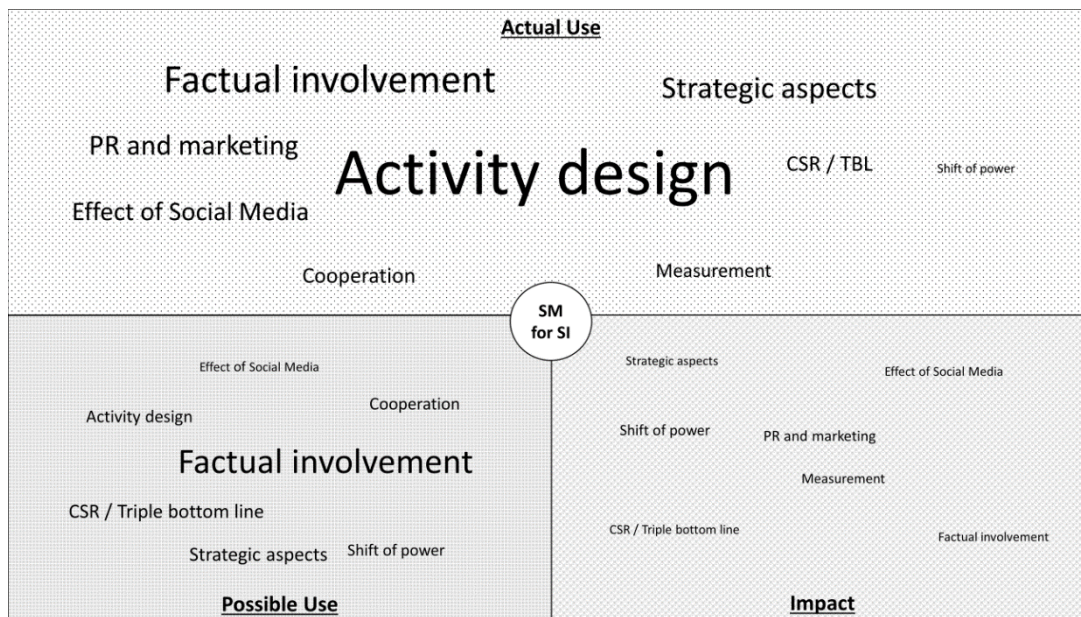 Actual Use
Factual involvement
Strategic aspects
PR and marketing
Activity design
CSR / TBL
Shift of power
Effect of Social Media
Cooperation
Measurement
SM
for SI
Effect of Social Media
Cooperation
Activity design
Factual involvement
CSR / Triple bottom line
Strategic aspects
Shift of power
Possible Use
Strategic aspects
Effect of Social Media
Shift of power
PR and marketing
Measurement
CSR / Triple bottom line
Factual involvement
Impact